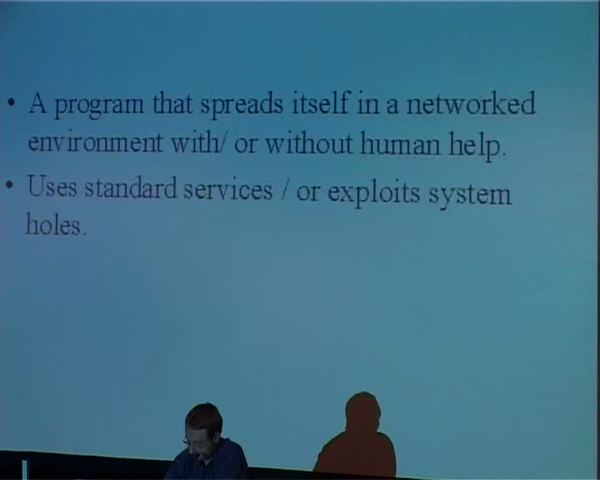 • A program that spreads itself in a networked
environment with/ or without human help.
• Uses standard services / or exploits system
holes.